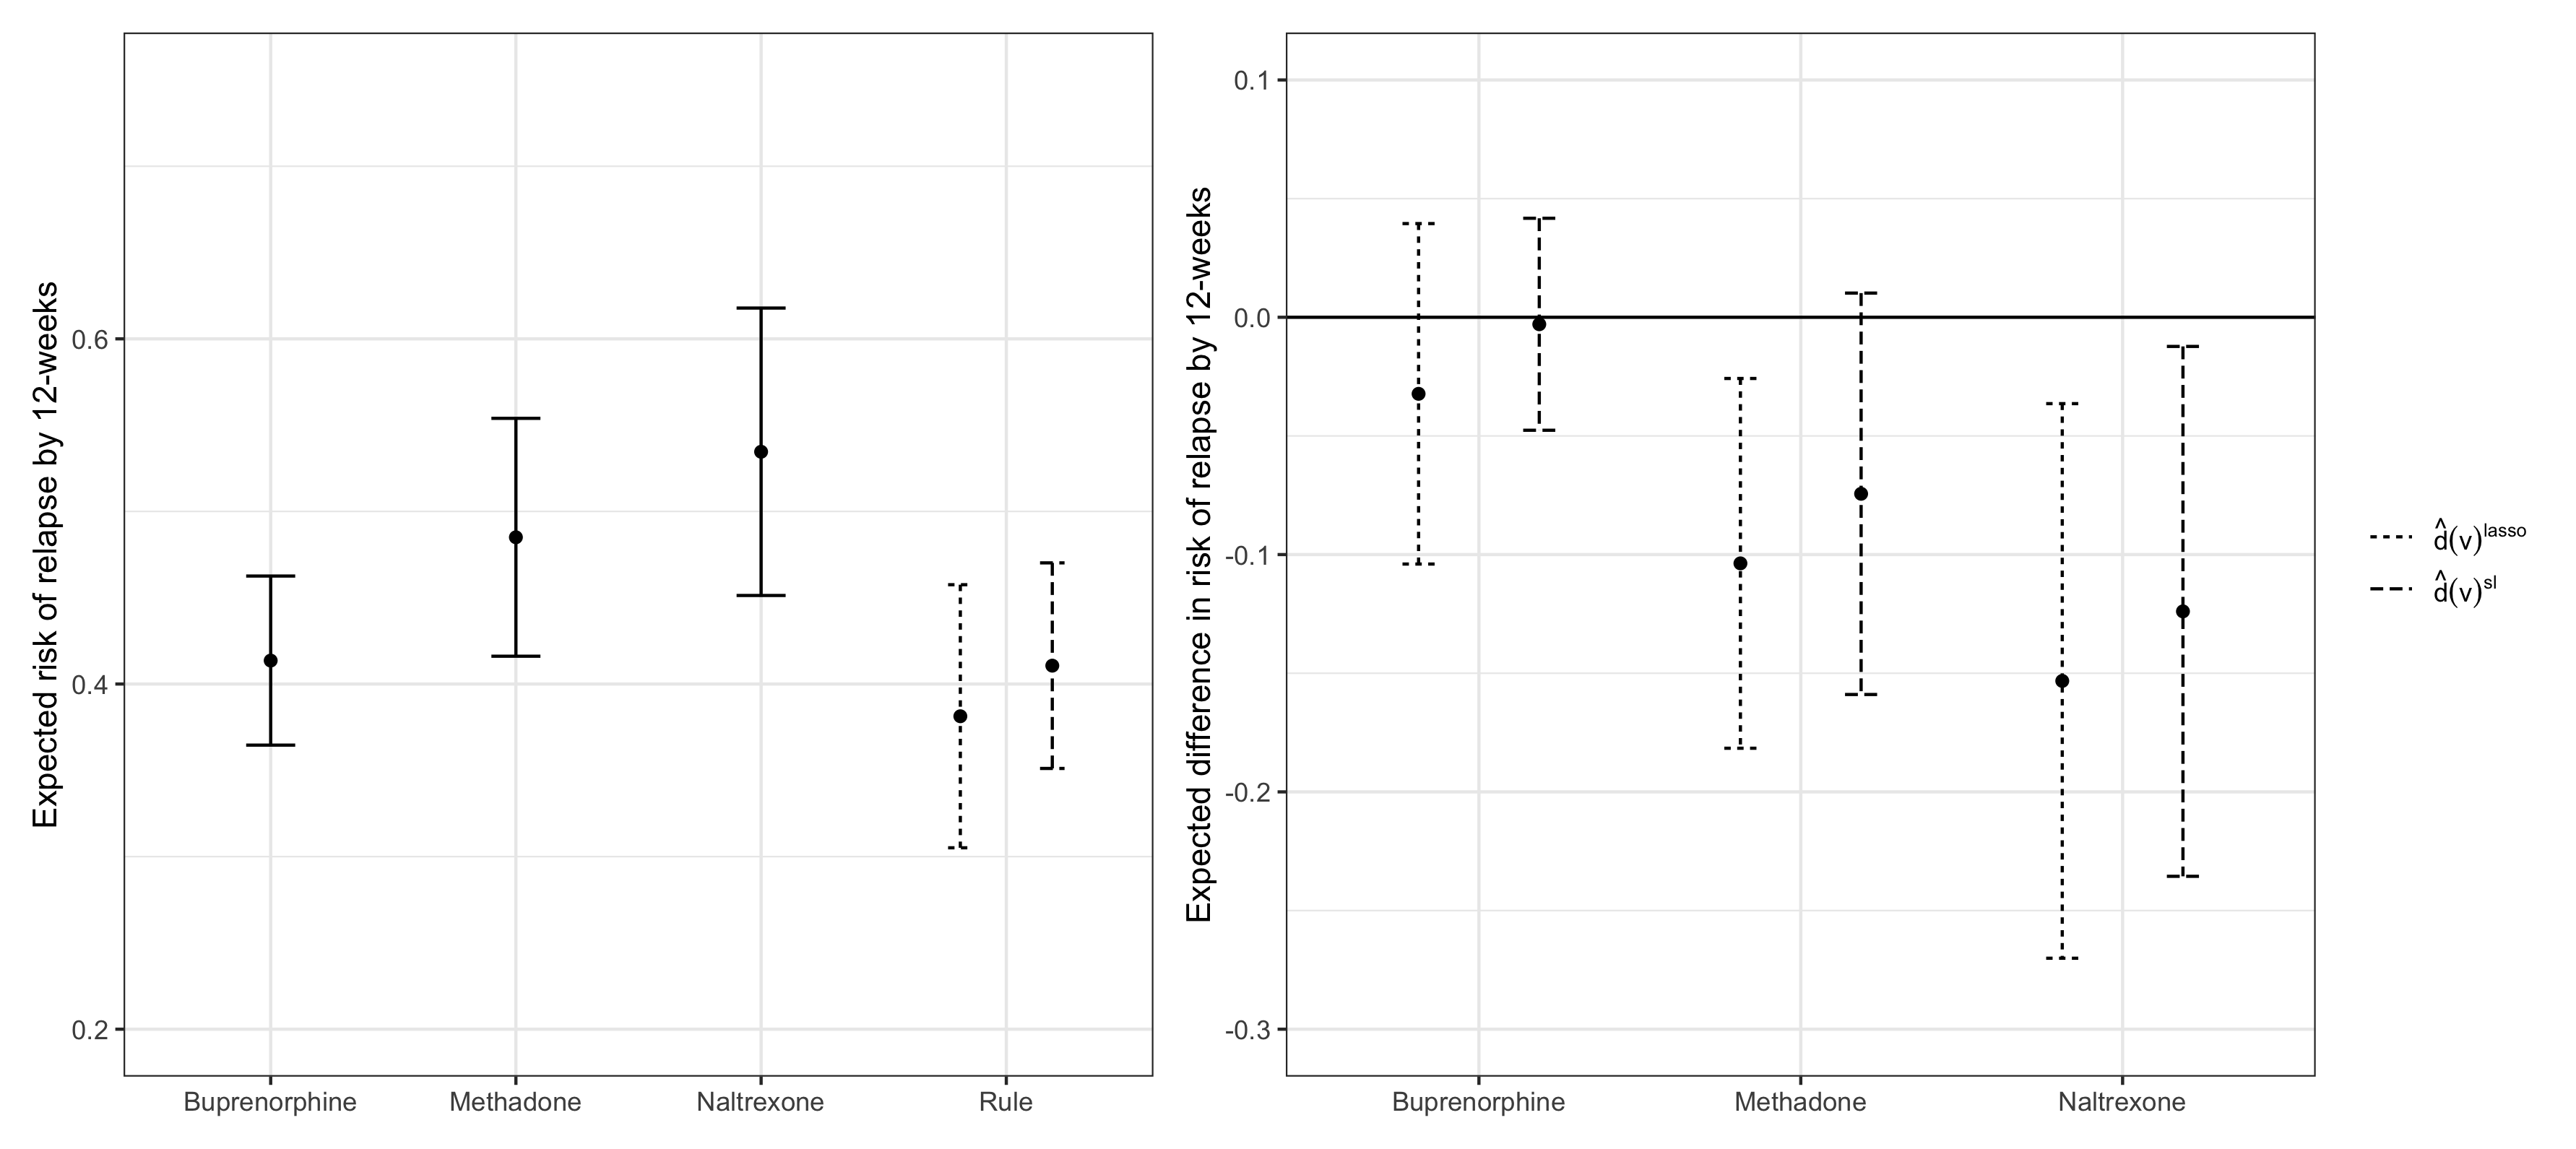 Expected risk of relapse by 12-weeks
0.6
0.4
0.2
Buprenorphine Methadone Naltrexone Rule
Expected difference in risk of relapse by 12-weeks
0.1
0.0
-0.1
-0.2
-0.3
Buprenorphine Methadone Naltrexone
d̂(v)^lasso
d̂(v)^sl